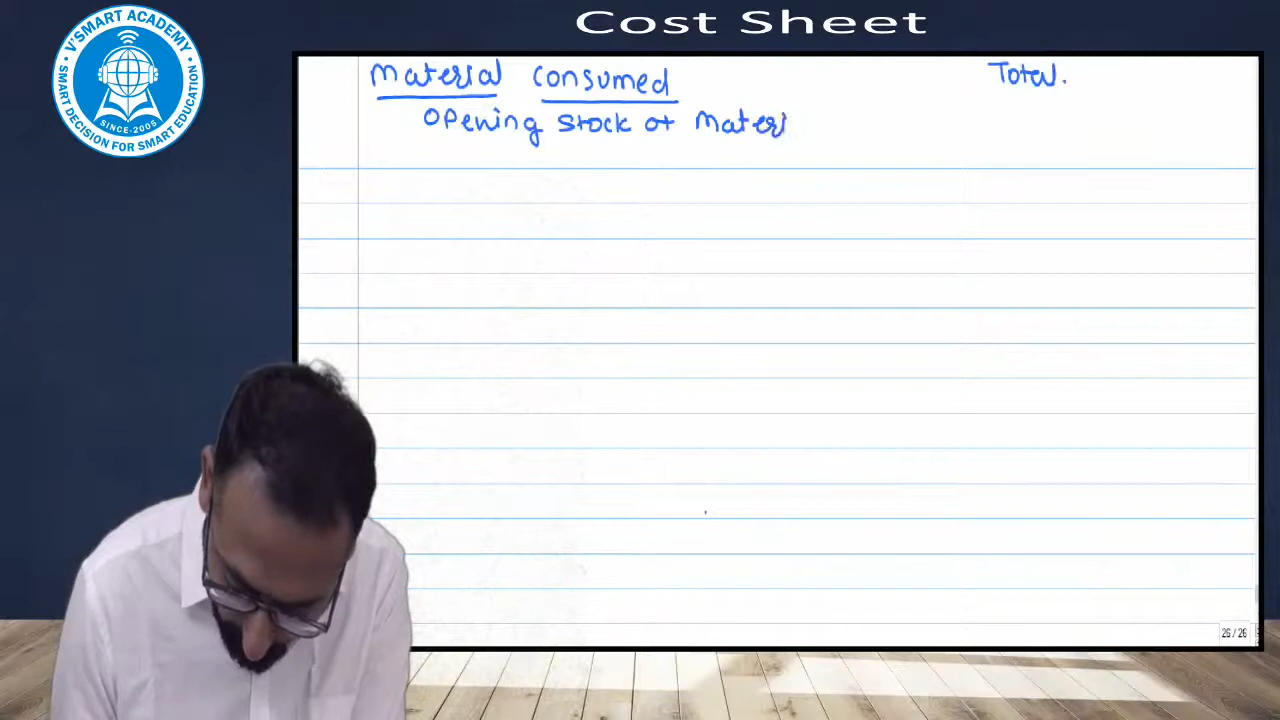 Cost Sheet
V'SMART ACADEMY
SINCE-2005
SMART DECISION FOR SMART EDUCATION
Material Consumed Total.
Opening stock of Materi
26/26